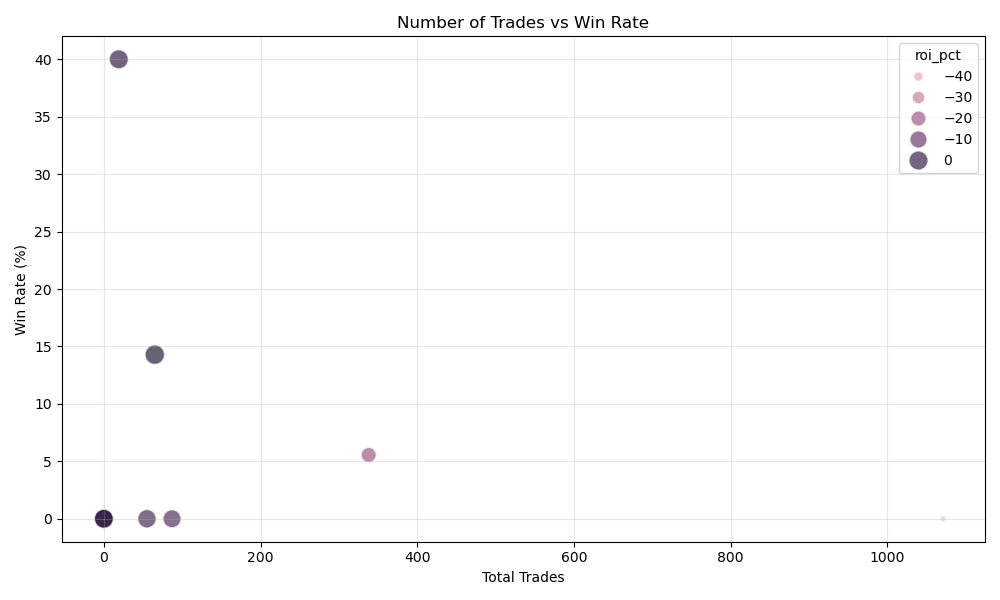 Number of Trades vs Win Rate
roi_pct
−40
−30
−20
−10
0
Win Rate (%)
40
35
30
25
20
15
10
5
0
0 200 400 600 800 1000
Total Trades